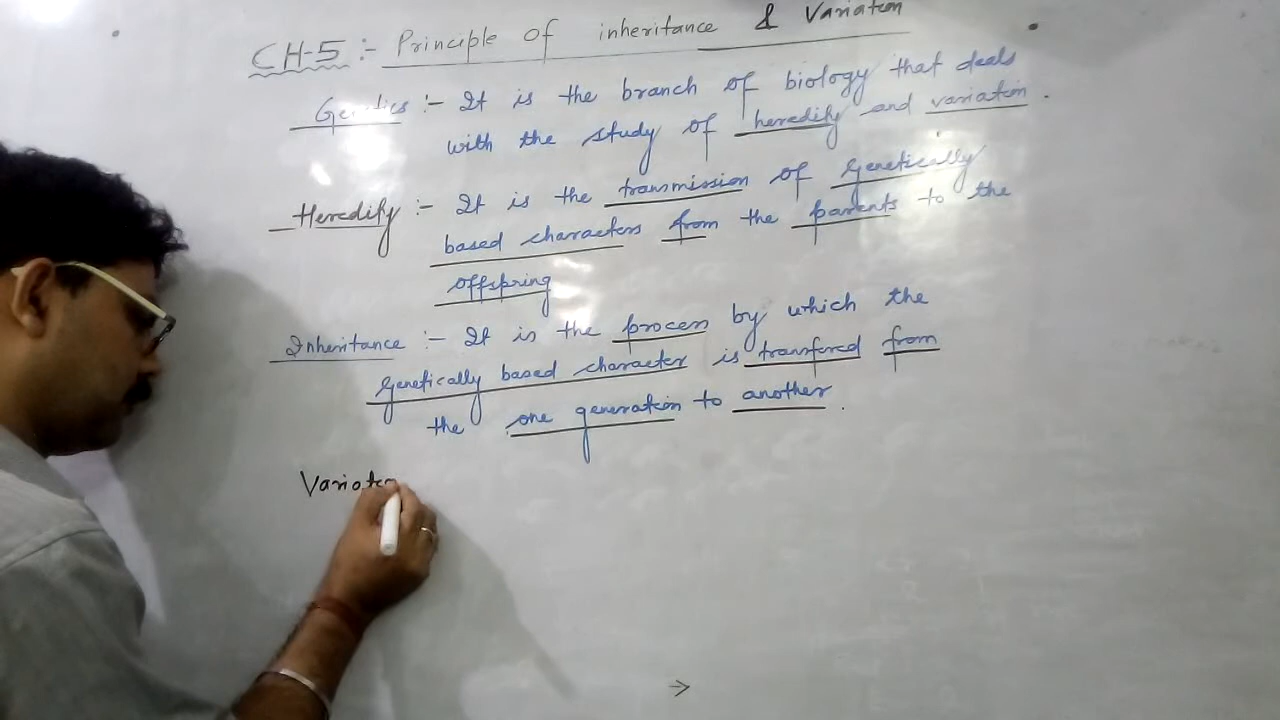 CH-5 :- Principle of inheritance & Variation
Genetics :- It is the branch of biology that deals
with the study of heredity and variation .
Heredity :- It is the transmission of Genetically
based characters from the parents to the
offspring
Inheritance :- It is the process by which the
genetically based character is transfered from
the one generation to another .
Variation
→